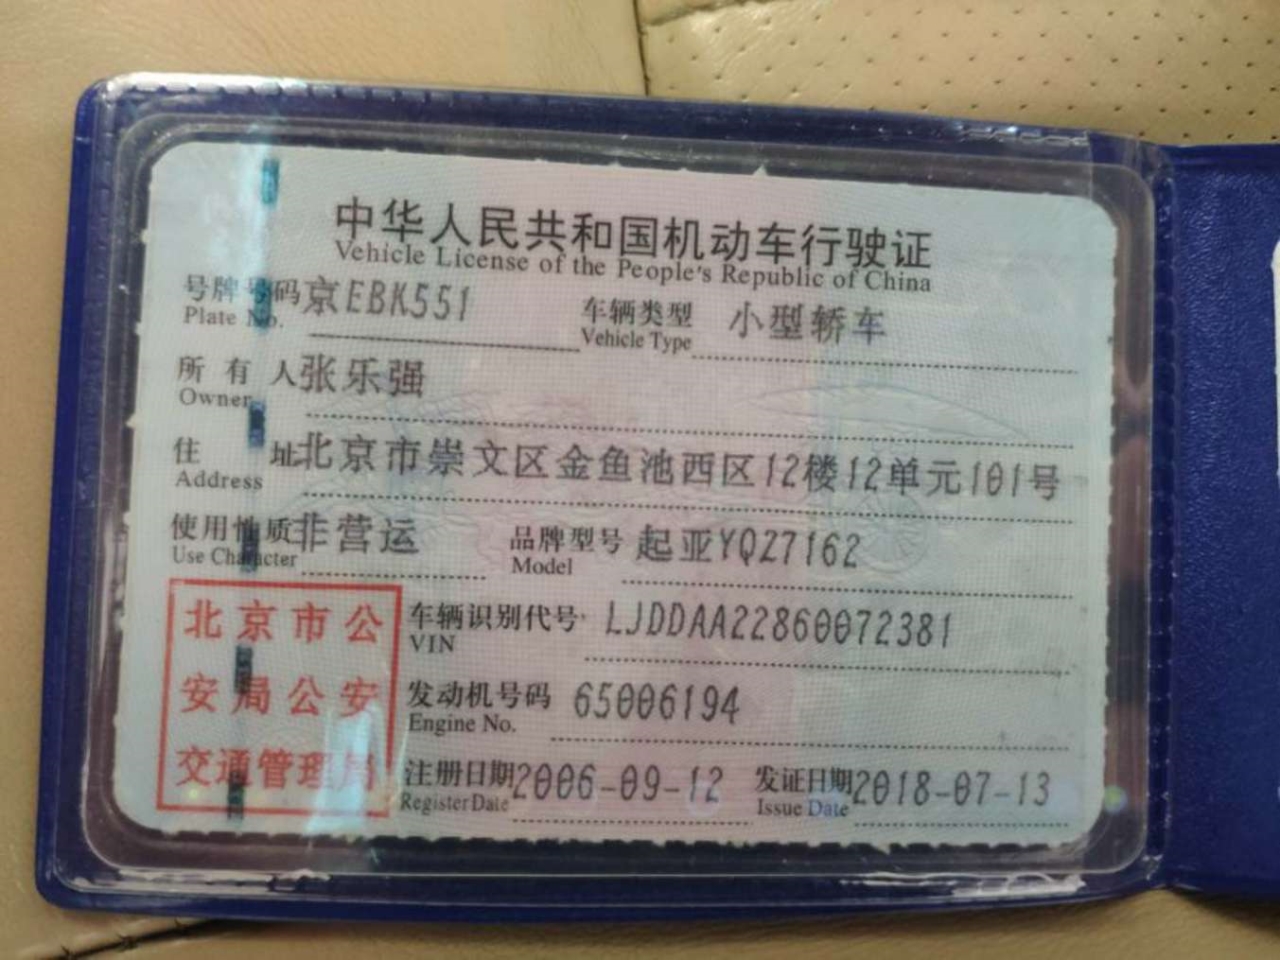 中华人民共和国机动车行驶证
Vehicle License of the People's Republic of China
号牌号码 京EBK551 车辆类型 小型轿车
Plate No. Vehicle Type
所有人 张乐强
Owner
住址 北京市崇文区金鱼池西区12楼12单元101号
Address
使用性质 非营运 品牌型号 起亚YQZ7162
Use Character Model
北京市公
安局公安
交通管理局
车辆识别代号 LJDDAA22860072381
VIN
发动机号码 65006194
Engine No.
注册日期 2006-09-12 发证日期 2018-07-13
Register Date Issue Date